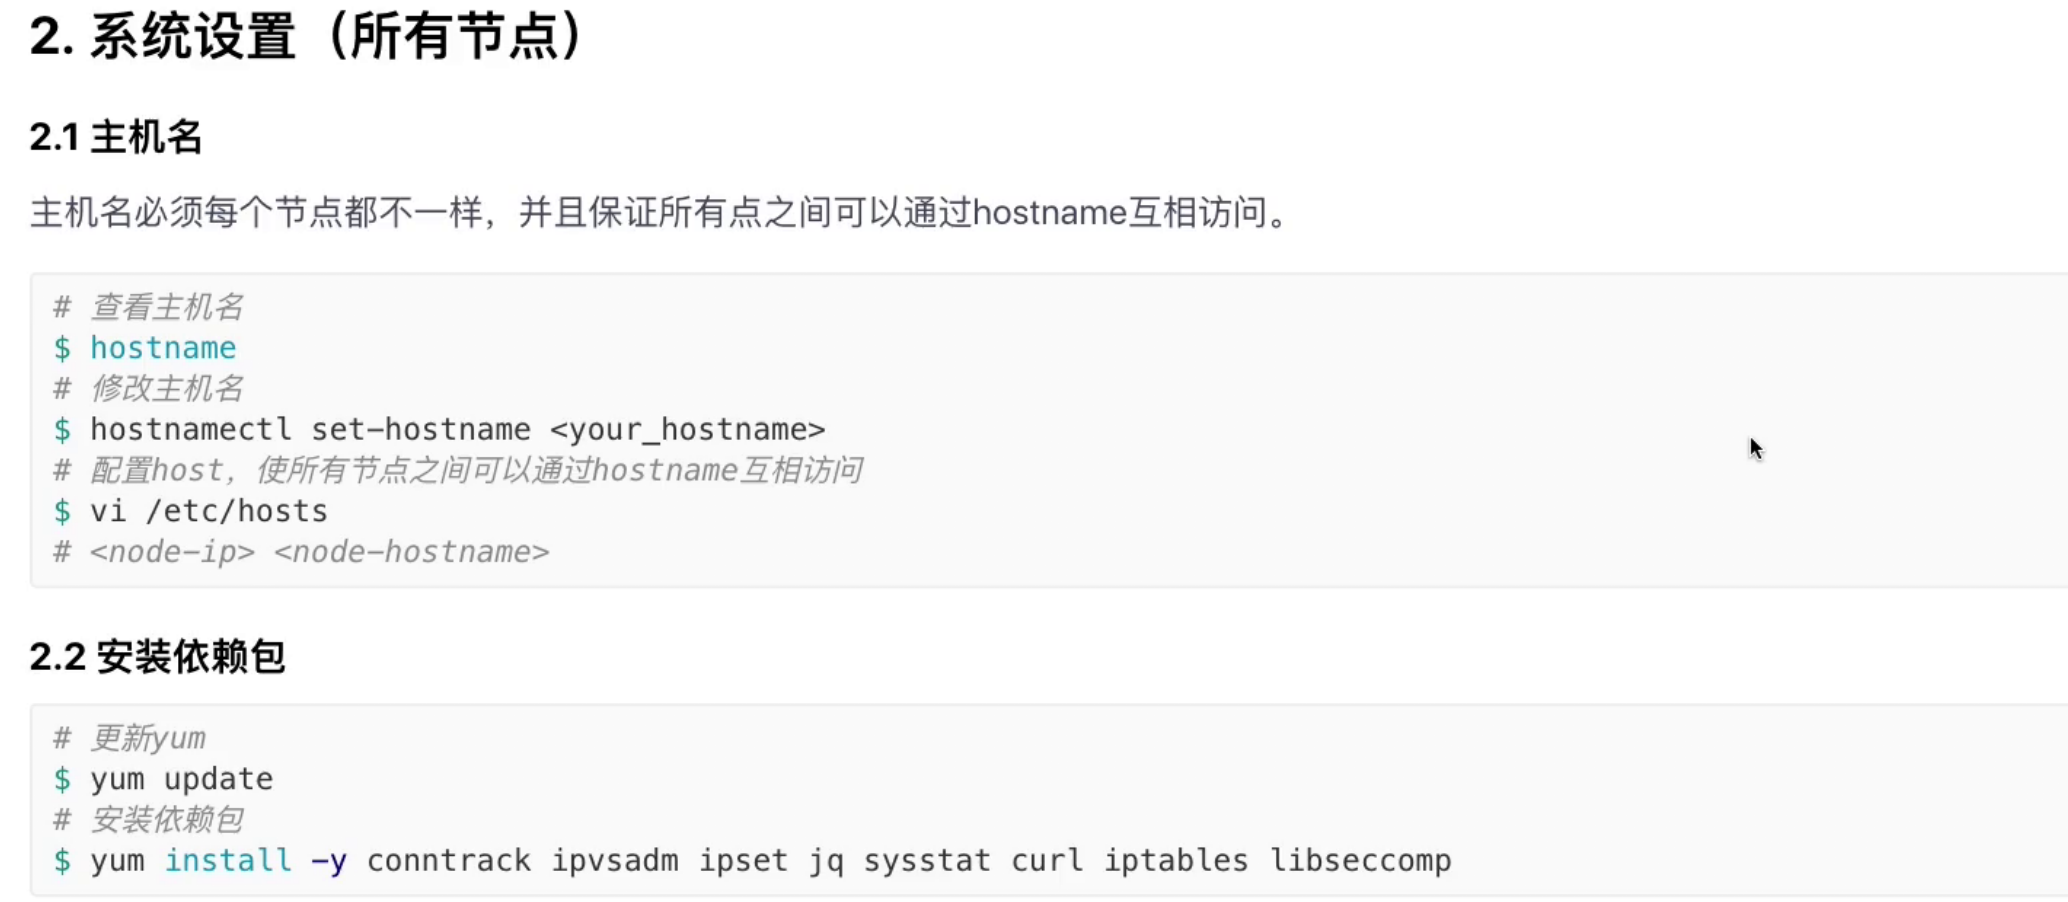 2. 系统设置（所有节点）
2.1 主机名
主机名必须每个节点都不一样，并且保证所有点之间可以通过hostname互相访问。
# 查看主机名
$ hostname
# 修改主机名
$ hostnamectl set-hostname <your_hostname>
# 配置host，使所有节点之间可以通过hostname互相访问
$ vi /etc/hosts
# <node-ip> <node-hostname>
2.2 安装依赖包
# 更新yum
$ yum update
# 安装依赖包
$ yum install -y conntrack ipvsadm ipset jq sysstat curl iptables libseccomp